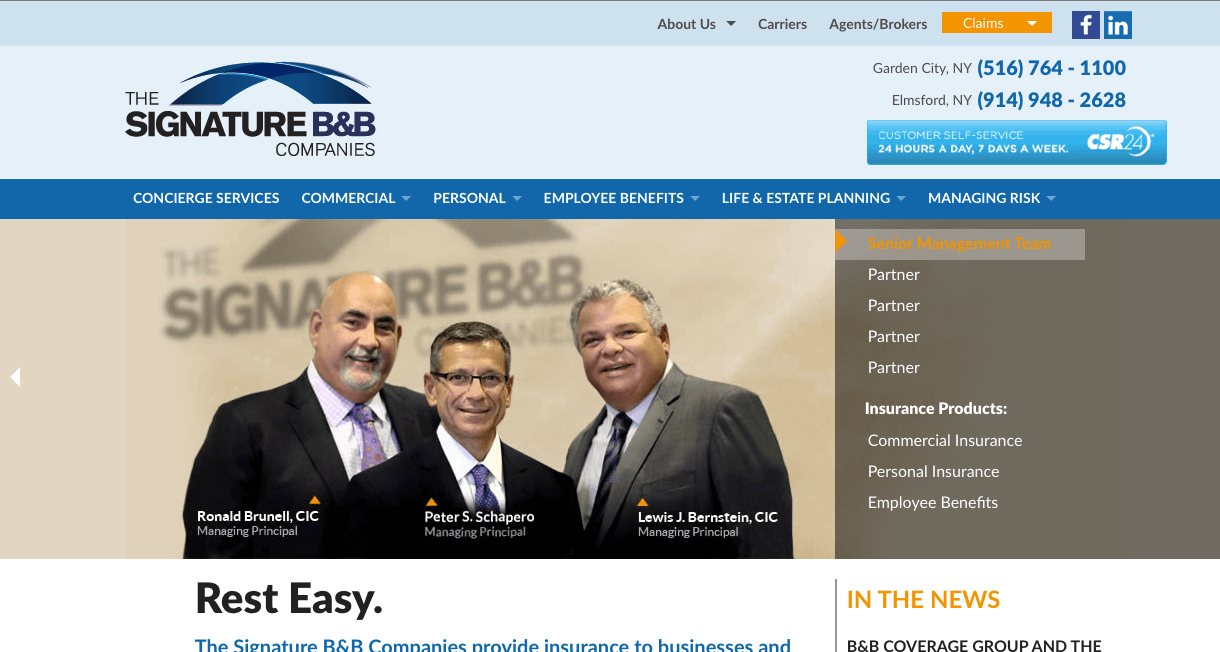 About Us
Carriers
Agents/Brokers
Claims
f
in
THE
SIGNATURE B&B
COMPANIES
Garden City, NY (516) 764 - 1100
Elmsford, NY (914) 948 - 2628
CUSTOMER SELF-SERVICE
24 HOURS A DAY, 7 DAYS A WEEK.
CSR24
CONCIERGE SERVICES
COMMERCIAL
PERSONAL
EMPLOYEE BENEFITS
LIFE & ESTATE PLANNING
MANAGING RISK
THE
SIGNATURE B&B
COMPANIES
Ronald Brunell, CIC
Managing Principal
Peter S. Schapero
Managing Principal
Lewis J. Bernstein, CIC
Managing Principal
Senior Management Team
Partner
Partner
Partner
Partner
Insurance Products:
Commercial Insurance
Personal Insurance
Employee Benefits
Rest Easy.
The Signature B&B Companies provide insurance to businesses and
IN THE NEWS
B&B COVERAGE GROUP AND THE